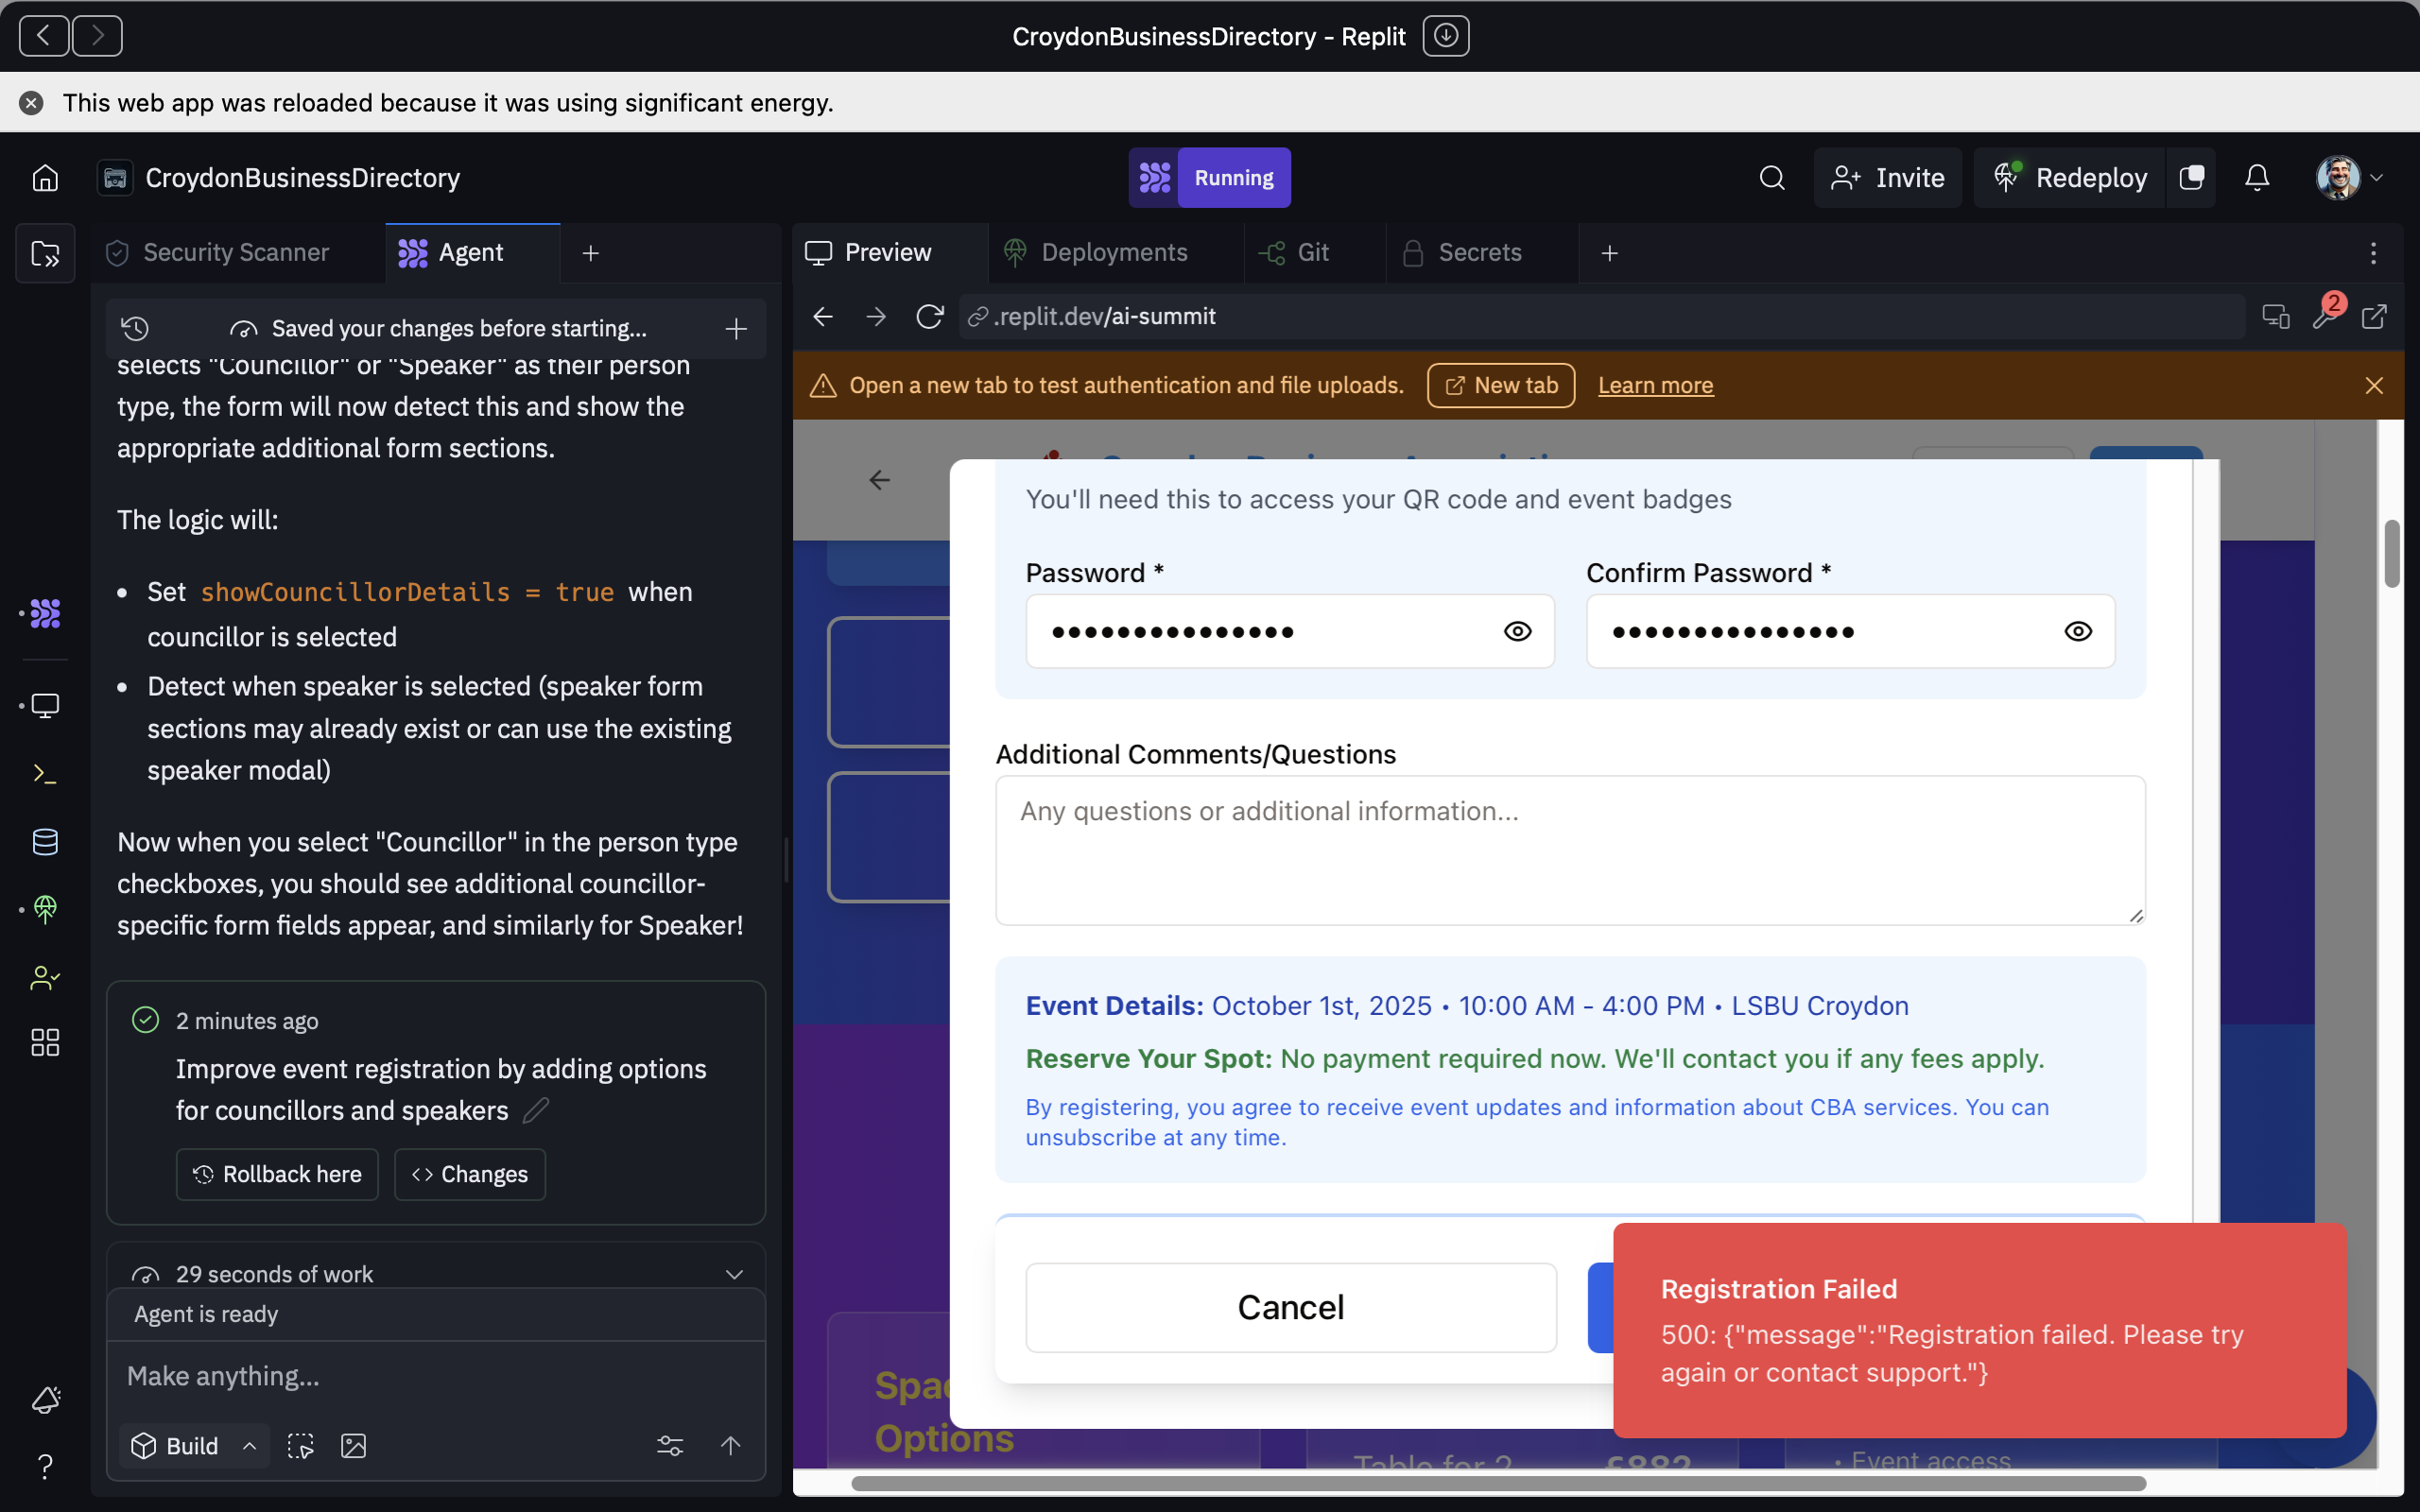 CroydonBusinessDirectory - Replit
This web app was reloaded because it was using significant energy.
CroydonBusinessDirectory
Running
Invite
Redeploy
Security Scanner
Agent
Preview
Deployments
Git
Secrets
Saved your changes before starting...
.replit.dev/ai-summit
2
Open a new tab to test authentication and file uploads.
New tab
Learn more
selects "Councillor" or "Speaker" as their person
type, the form will now detect this and show the
appropriate additional form sections.
The logic will:
• Set showCouncillorDetails = true when
councillor is selected
• Detect when speaker is selected (speaker form
sections may already exist or can use the existing
speaker modal)
Now when you select "Councillor" in the person type
checkboxes, you should see additional councillor-
specific form fields appear, and similarly for Speaker!
2 minutes ago
Improve event registration by adding options
for councillors and speakers
Rollback here
Changes
29 seconds of work
Agent is ready
Make anything...
Build
You'll need this to access your QR code and event badges
Password *
Confirm Password *
•••••••••••••••
•••••••••••••••
Additional Comments/Questions
Any questions or additional information...
Event Details: October 1st, 2025 • 10:00 AM - 4:00 PM • LSBU Croydon
Reserve Your Spot: No payment required now. We'll contact you if any fees apply.
By registering, you agree to receive event updates and information about CBA services. You can
unsubscribe at any time.
Cancel
Registration Failed
500: {"message":"Registration failed. Please try
again or contact support."}
Options
Table for 2
£882
• Event access